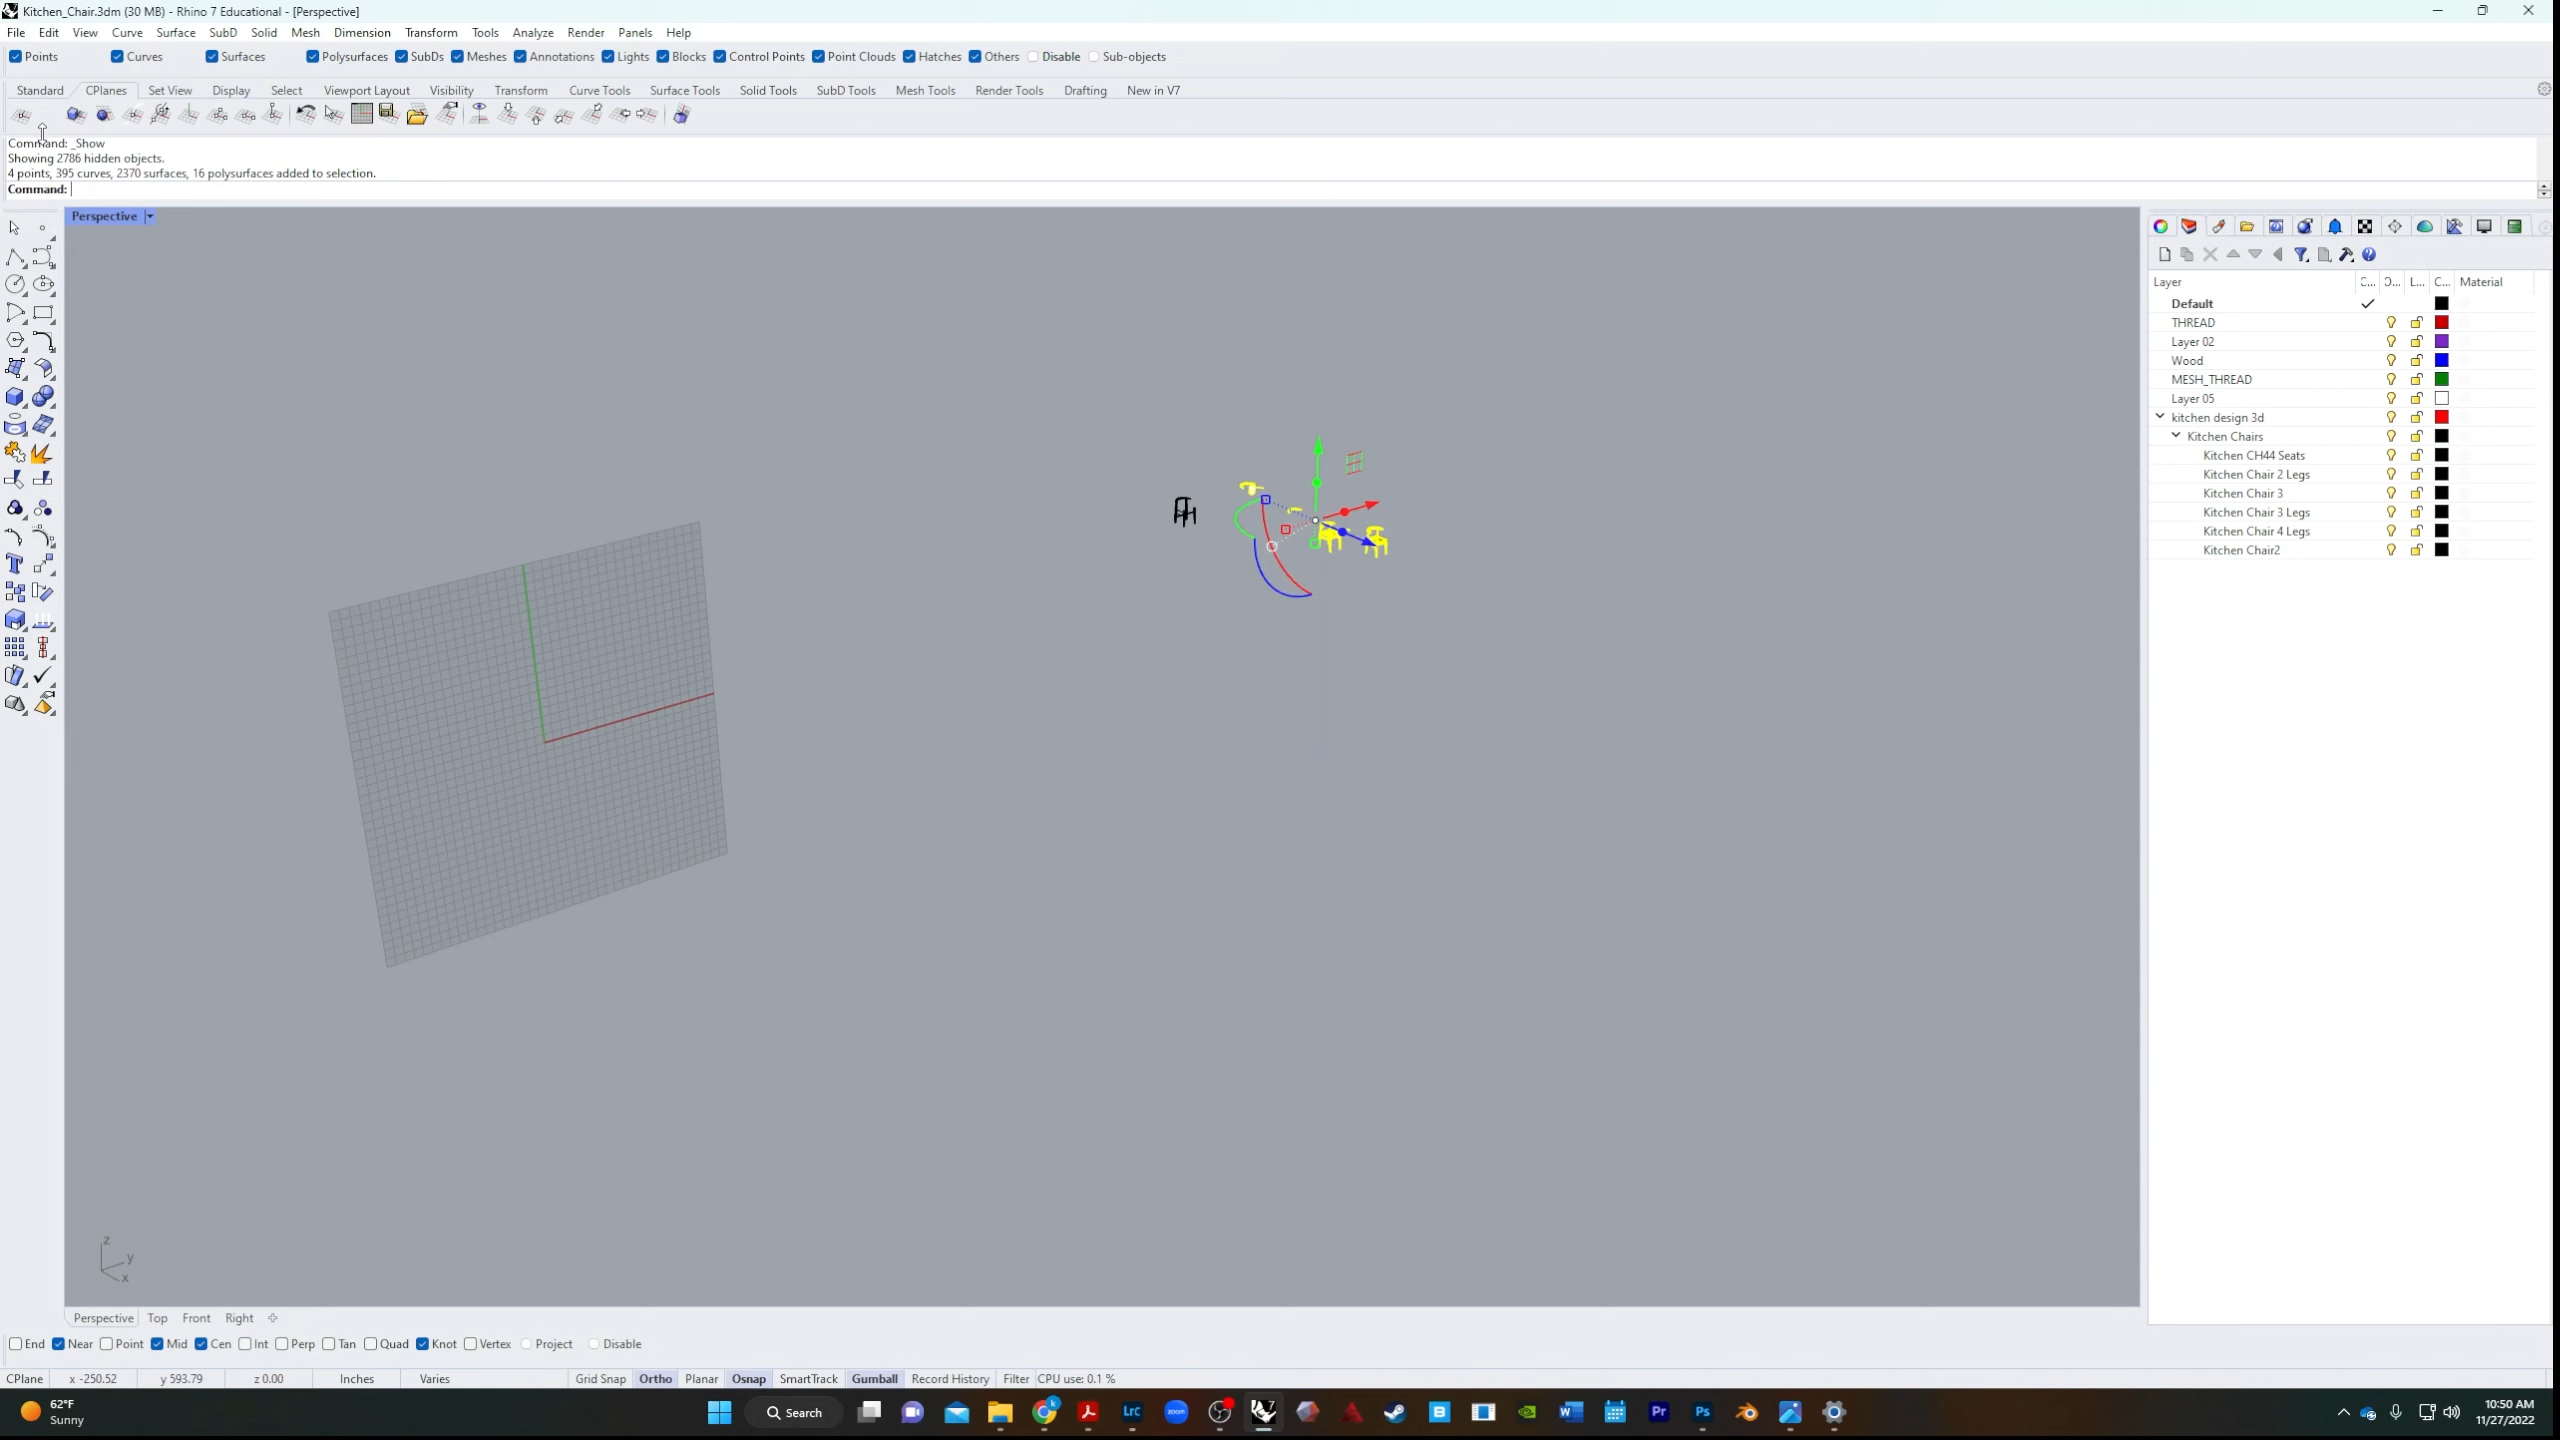 Kitchen_Chair.3dm (30 MB) - Rhino 7 Educational - [Perspective]
File Edit View Curve Surface SubD Solid Mesh Dimension Transform Tools Analyze Render Panels Help
Points Curves Surfaces Polysurfaces SubDs Meshes Annotations Lights Blocks Control Points Point Clouds Hatches Others Disable Sub-objects
Standard CPlanes Set View Display Select Viewport Layout Visibility Transform Curve Tools Surface Tools Solid Tools SubD Tools Mesh Tools Render Tools Drafting New in V7
Command: _Show
Showing 2786 hidden objects.
4 points, 395 curves, 2370 surfaces, 16 polysurfaces added to selection.
Command:
Perspective
Layer C... O... L... C... Material
Default
THREAD
Layer 02
Wood
MESH_THREAD
Layer 05
kitchen design 3d
Kitchen Chairs
Kitchen CH44 Seats
Kitchen Chair 2 Legs
Kitchen Chair 3
Kitchen Chair 3 Legs
Kitchen Chair 4 Legs
Kitchen Chair2
z
y
x
Perspective Top Front Right
End Near Point Mid Cen Int Perp Tan Quad Knot Vertex Project Disable
CPlane x -250.52 y 593.79 z 0.00 Inches Varies Grid Snap Ortho Planar Osnap SmartTrack Gumball Record History Filter CPU use: 0.1 %
62°F
Sunny
Search
LrC
zoom
7
B
W
Pr
Ps
10:50 AM
11/27/2022